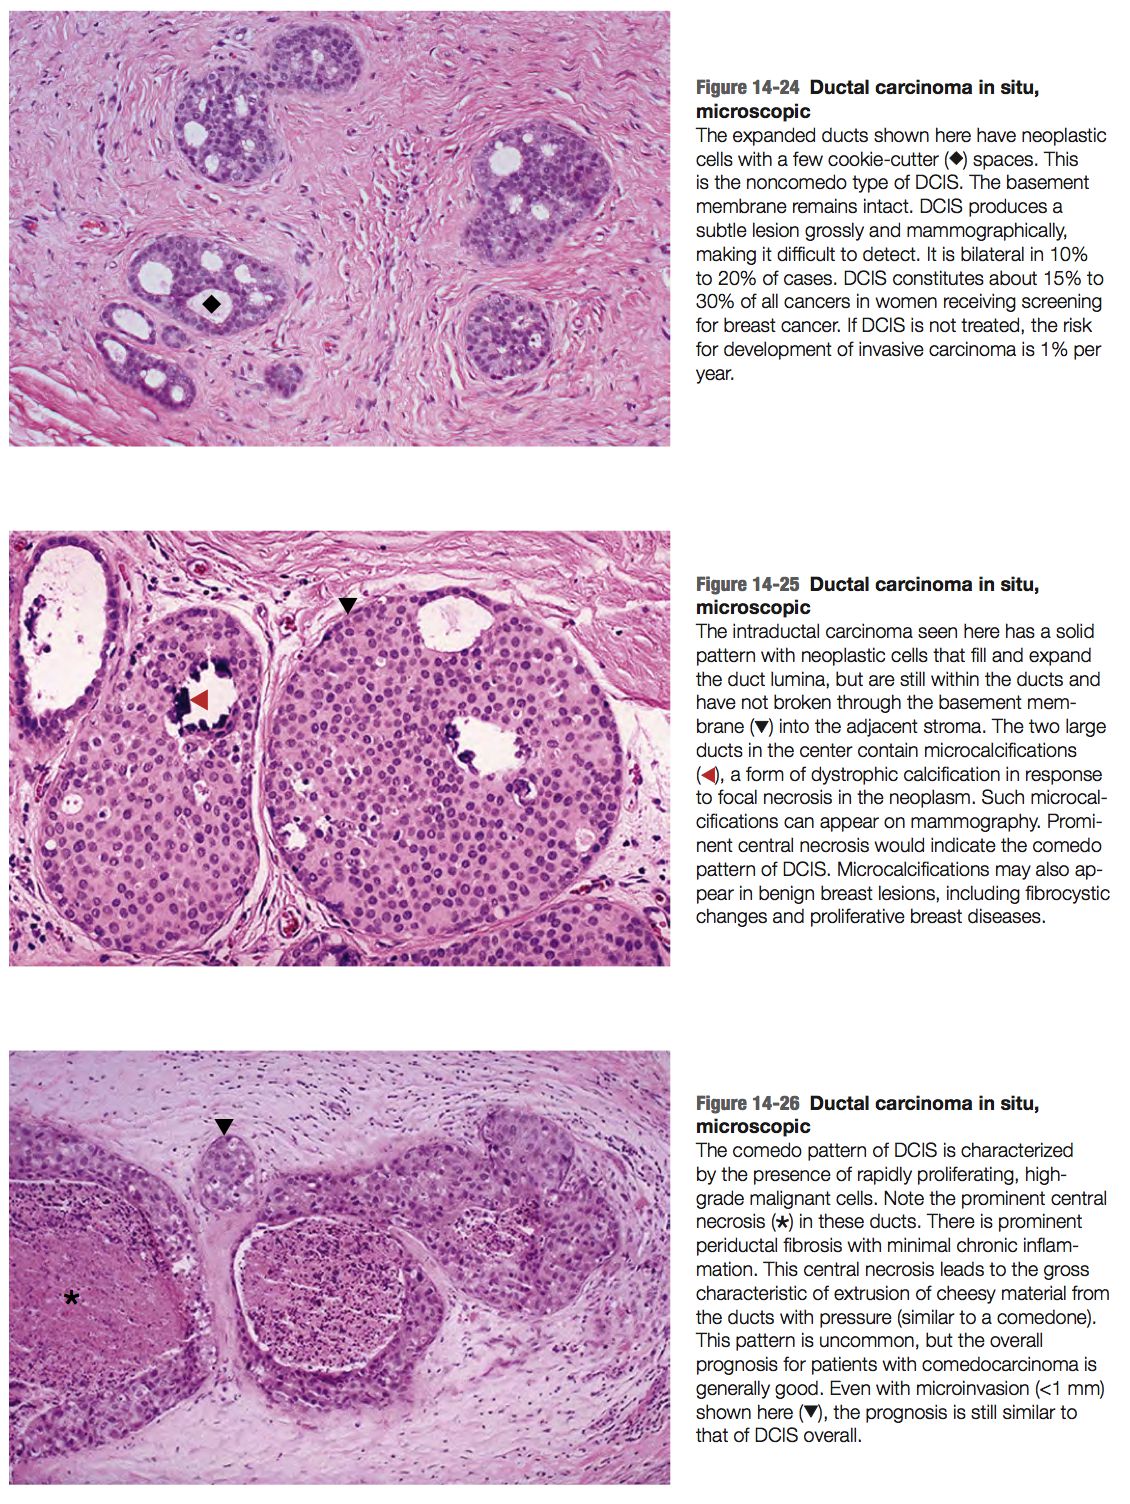 Figure 14-24 Ductal carcinoma in situ,
microscopic
The expanded ducts shown here have neoplastic
cells with a few cookie-cutter (◆) spaces. This
is the noncomedo type of DCIS. The basement
membrane remains intact. DCIS produces a
subtle lesion grossly and mammographically,
making it difficult to detect. It is bilateral in 10%
to 20% of cases. DCIS constitutes about 15% to
30% of all cancers in women receiving screening
for breast cancer. If DCIS is not treated, the risk
for development of invasive carcinoma is 1% per
year.
Figure 14-25 Ductal carcinoma in situ,
microscopic
The intraductal carcinoma seen here has a solid
pattern with neoplastic cells that fill and expand
the duct lumina, but are still within the ducts and
have not broken through the basement mem-
brane (▼) into the adjacent stroma. The two large
ducts in the center contain microcalcifications
(◀), a form of dystrophic calcification in response
to focal necrosis in the neoplasm. Such microcal-
cifications can appear on mammography. Promi-
nent central necrosis would indicate the comedo
pattern of DCIS. Microcalcifications may also ap-
pear in benign breast lesions, including fibrocystic
changes and proliferative breast diseases.
Figure 14-26 Ductal carcinoma in situ,
microscopic
The comedo pattern of DCIS is characterized
by the presence of rapidly proliferating, high-
grade malignant cells. Note the prominent central
necrosis (*) in these ducts. There is prominent
periductal fibrosis with minimal chronic inflam-
mation. This central necrosis leads to the gross
characteristic of extrusion of cheesy material from
the ducts with pressure (similar to a comedone).
This pattern is uncommon, but the overall
prognosis for patients with comedocarcinoma is
generally good. Even with microinvasion (<1 mm)
shown here (▼), the prognosis is still similar to
that of DCIS overall.